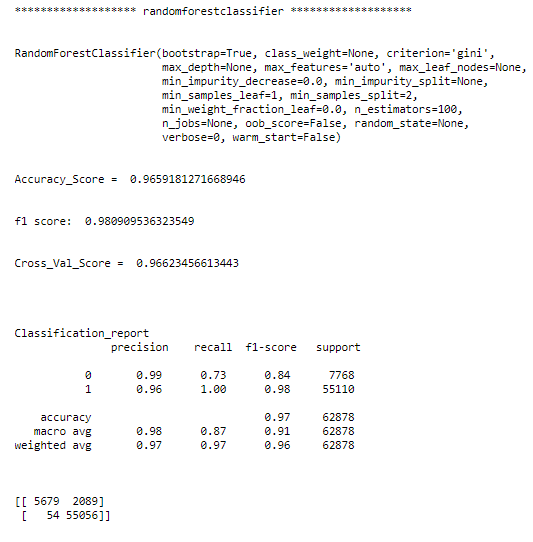 ******************* randomforestclassifier *******************
RandomForestClassifier(bootstrap=True, class_weight=None, criterion='gini',
                       max_depth=None, max_features='auto', max_leaf_nodes=None,
                       min_impurity_decrease=0.0, min_impurity_split=None,
                       min_samples_leaf=1, min_samples_split=2,
                       min_weight_fraction_leaf=0.0, n_estimators=100,
                       n_jobs=None, oob_score=False, random_state=None,
                       verbose=0, warm_start=False)
Accuracy_Score =  0.9659181271668946
f1 score:  0.980909536323549
Cross_Val_Score =  0.96623456613443
Classification_report
              precision    recall  f1-score   support
           0       0.99      0.73      0.84      7768
           1       0.96      1.00      0.98     55110
    accuracy                           0.97     62878
   macro avg       0.98      0.87      0.91     62878
weighted avg       0.97      0.97      0.96     62878
[[ 5679  2089]
 [   54 55056]]